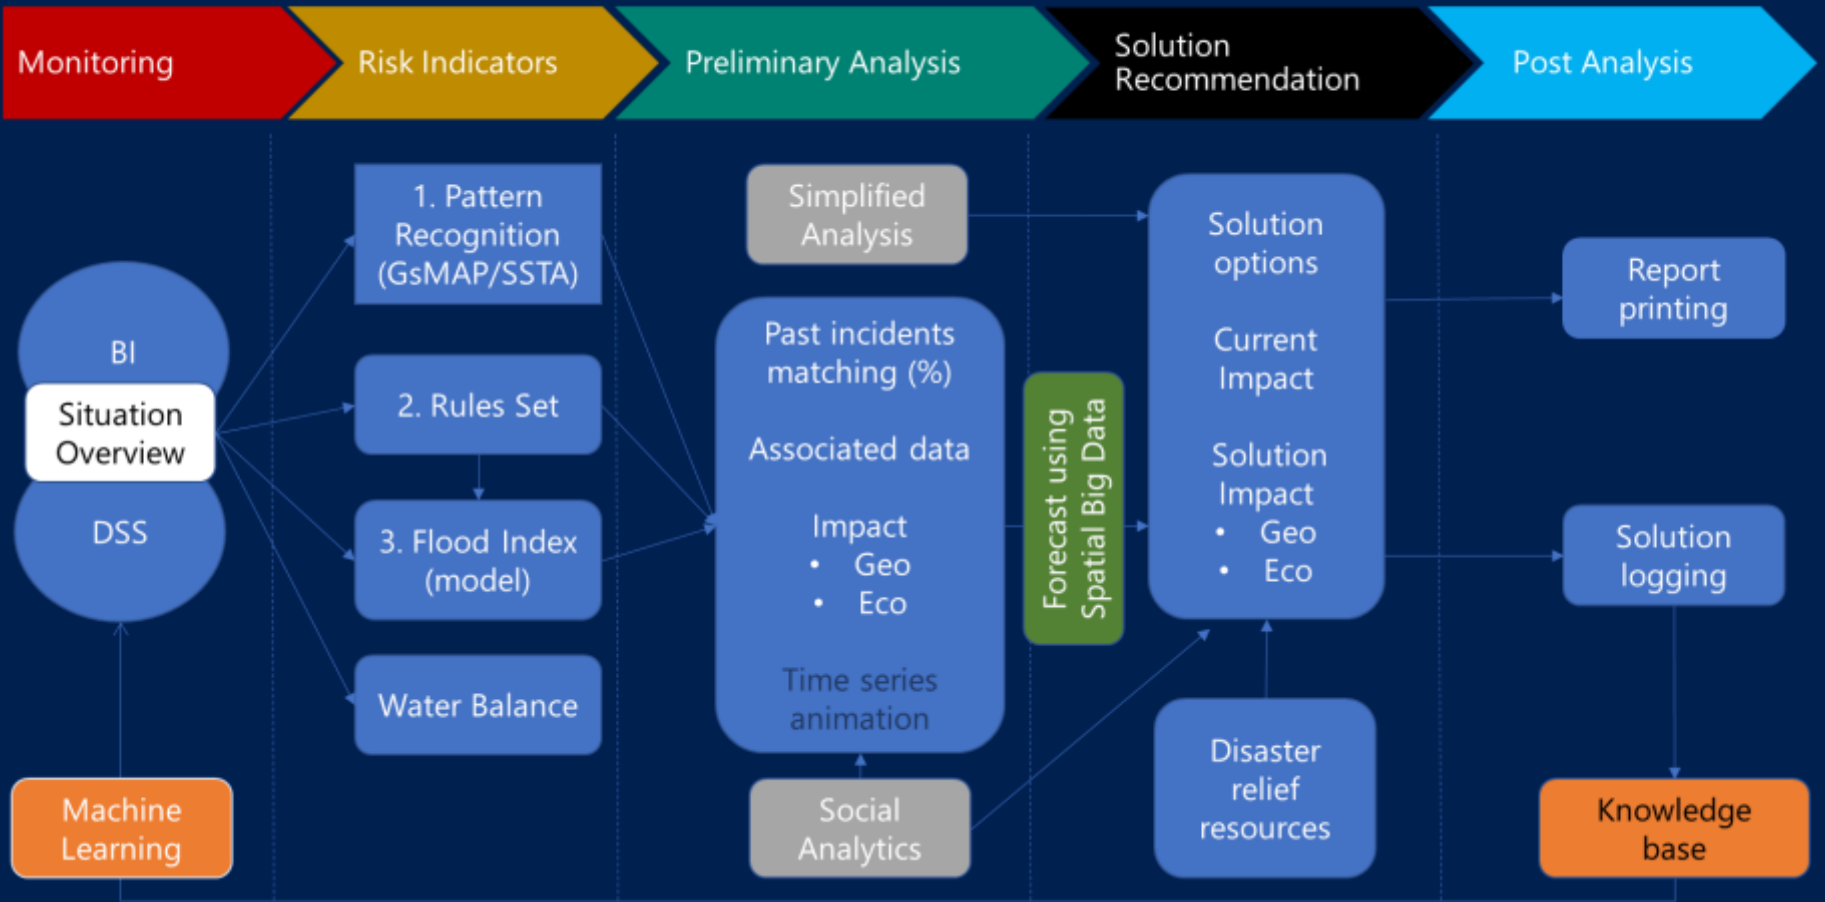 Monitoring
Risk Indicators
Preliminary Analysis
Solution
Recommendation
Post Analysis
BI
Situation
Overview
DSS
Machine
Learning
1. Pattern
Recognition
(GsMAP/SSTA)
2. Rules Set
3. Flood Index
(model)
Water Balance
Simplified
Analysis
Past incidents
matching (%)
Associated data
Impact
• Geo
• Eco
Time series
animation
Social
Analytics
Forecast using
Spatial Big Data
Solution
options
Current
Impact
Solution
Impact
• Geo
• Eco
Disaster
relief
resources
Report
printing
Solution
logging
Knowledge
base